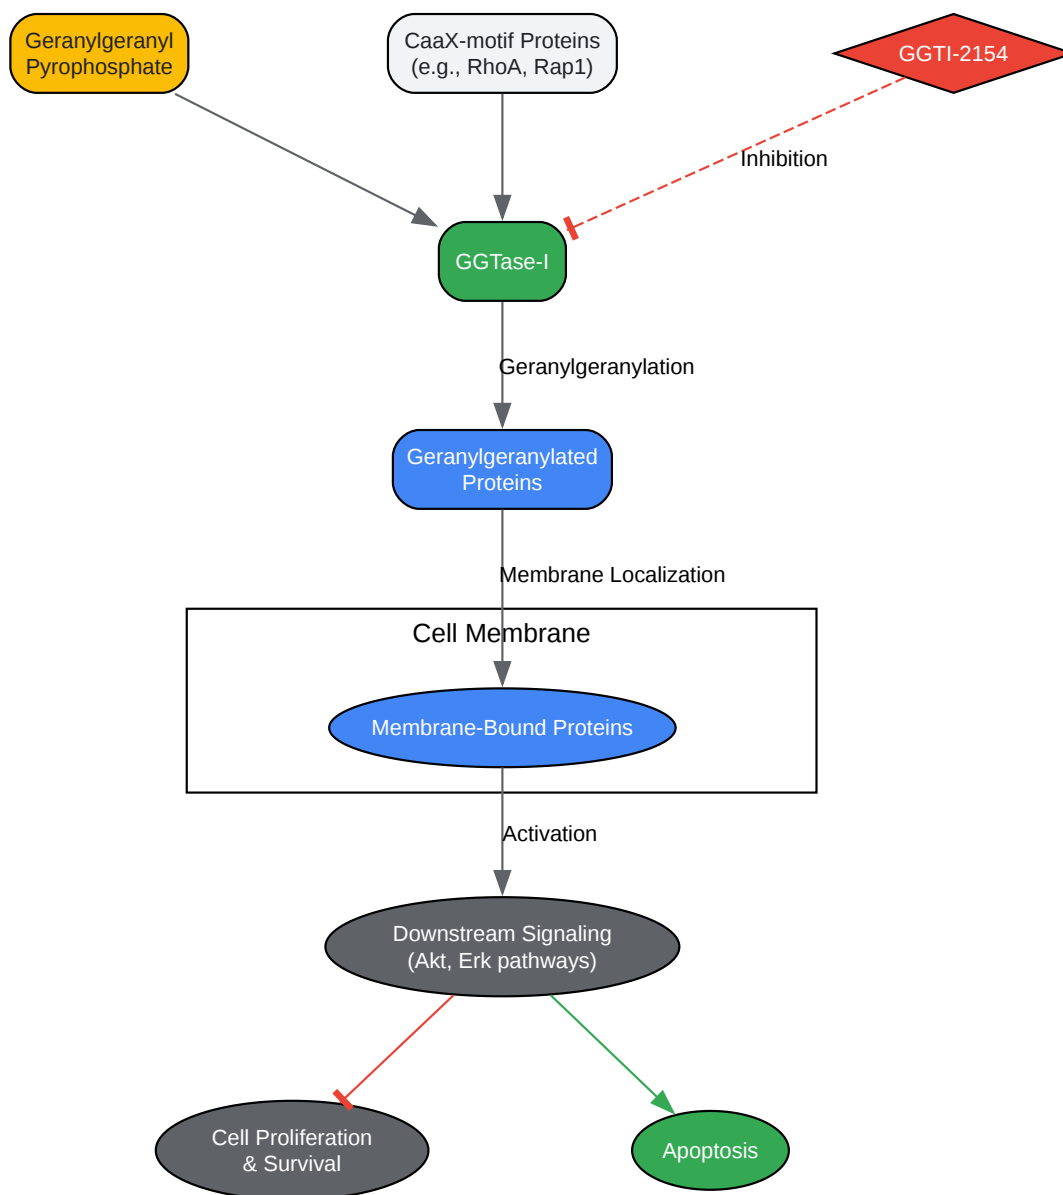 Geranylgeranyl
Pyrophosphate
CaaX-motif Proteins
(e.g., RhoA, Rap1)
GGTI-2154
Inhibition
GGTase-I
Geranylgeranylation
Geranylgeranylated
Proteins
Membrane Localization
Cell Membrane
Membrane-Bound Proteins
Activation
Downstream Signaling
(Akt, Erk pathways)
Cell Proliferation
& Survival
Apoptosis